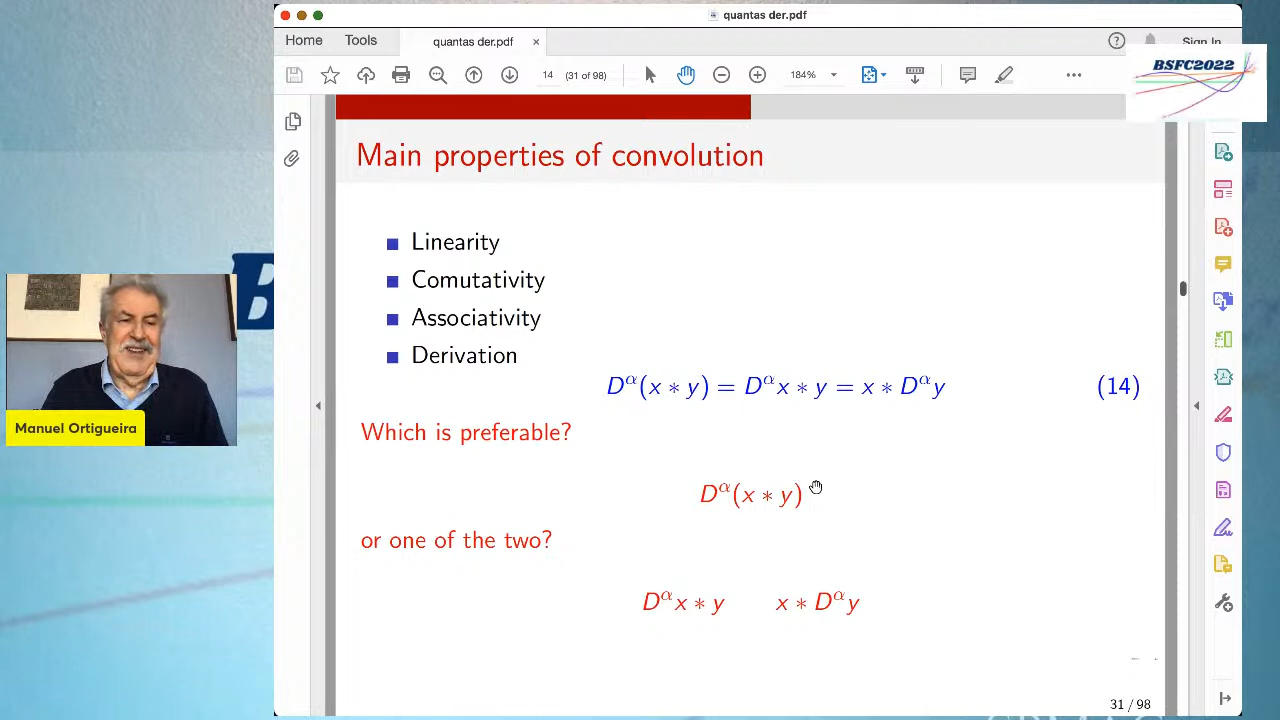 quantas der.pdf
Home Tools quantas der.pdf × Sign In
(31 of 98) 184%
BSFC2022
Main properties of convolution
Linearity
Comutativity
Associativity
Derivation
D^α(x ∗ y) = D^αx ∗ y = x ∗ D^αy (14)
Which is preferable?
D^α(x ∗ y)
or one of the two?
D^αx ∗ y x ∗ D^αy
31 / 98
Manuel Ortigueira